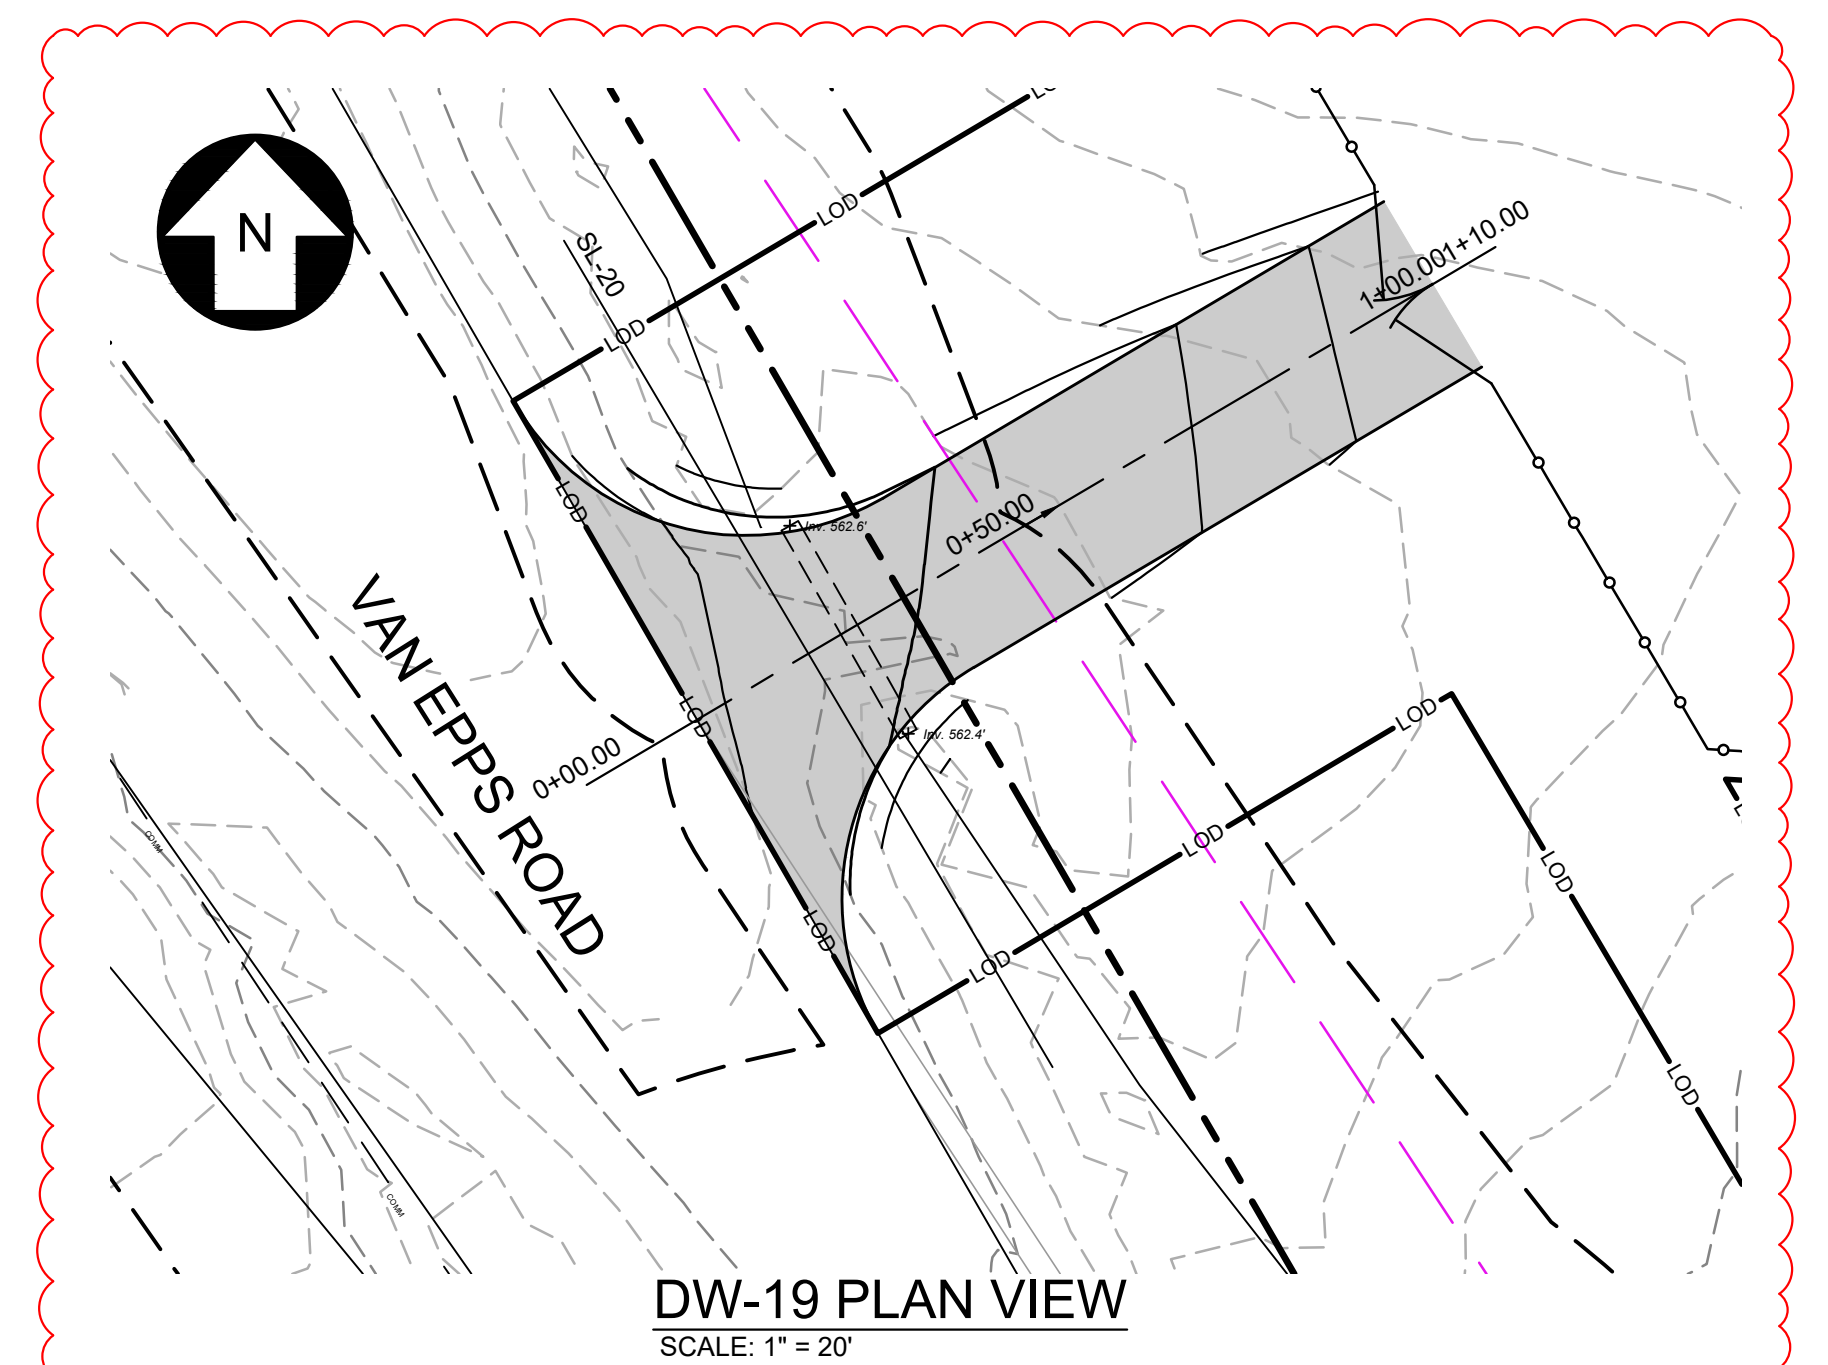 LOD
N
SL-20
LOD
1+00.00
1+10.00
LOD
LOD
Inv. 562.6'
0+50.00
VAN EPPS ROAD
LOD
0+00.00
Inv. 562.4'
LOD
LOD
COMM
LOD
LOD
LOD
LOD
COMM
DW-19 PLAN VIEW
SCALE: 1" = 20'